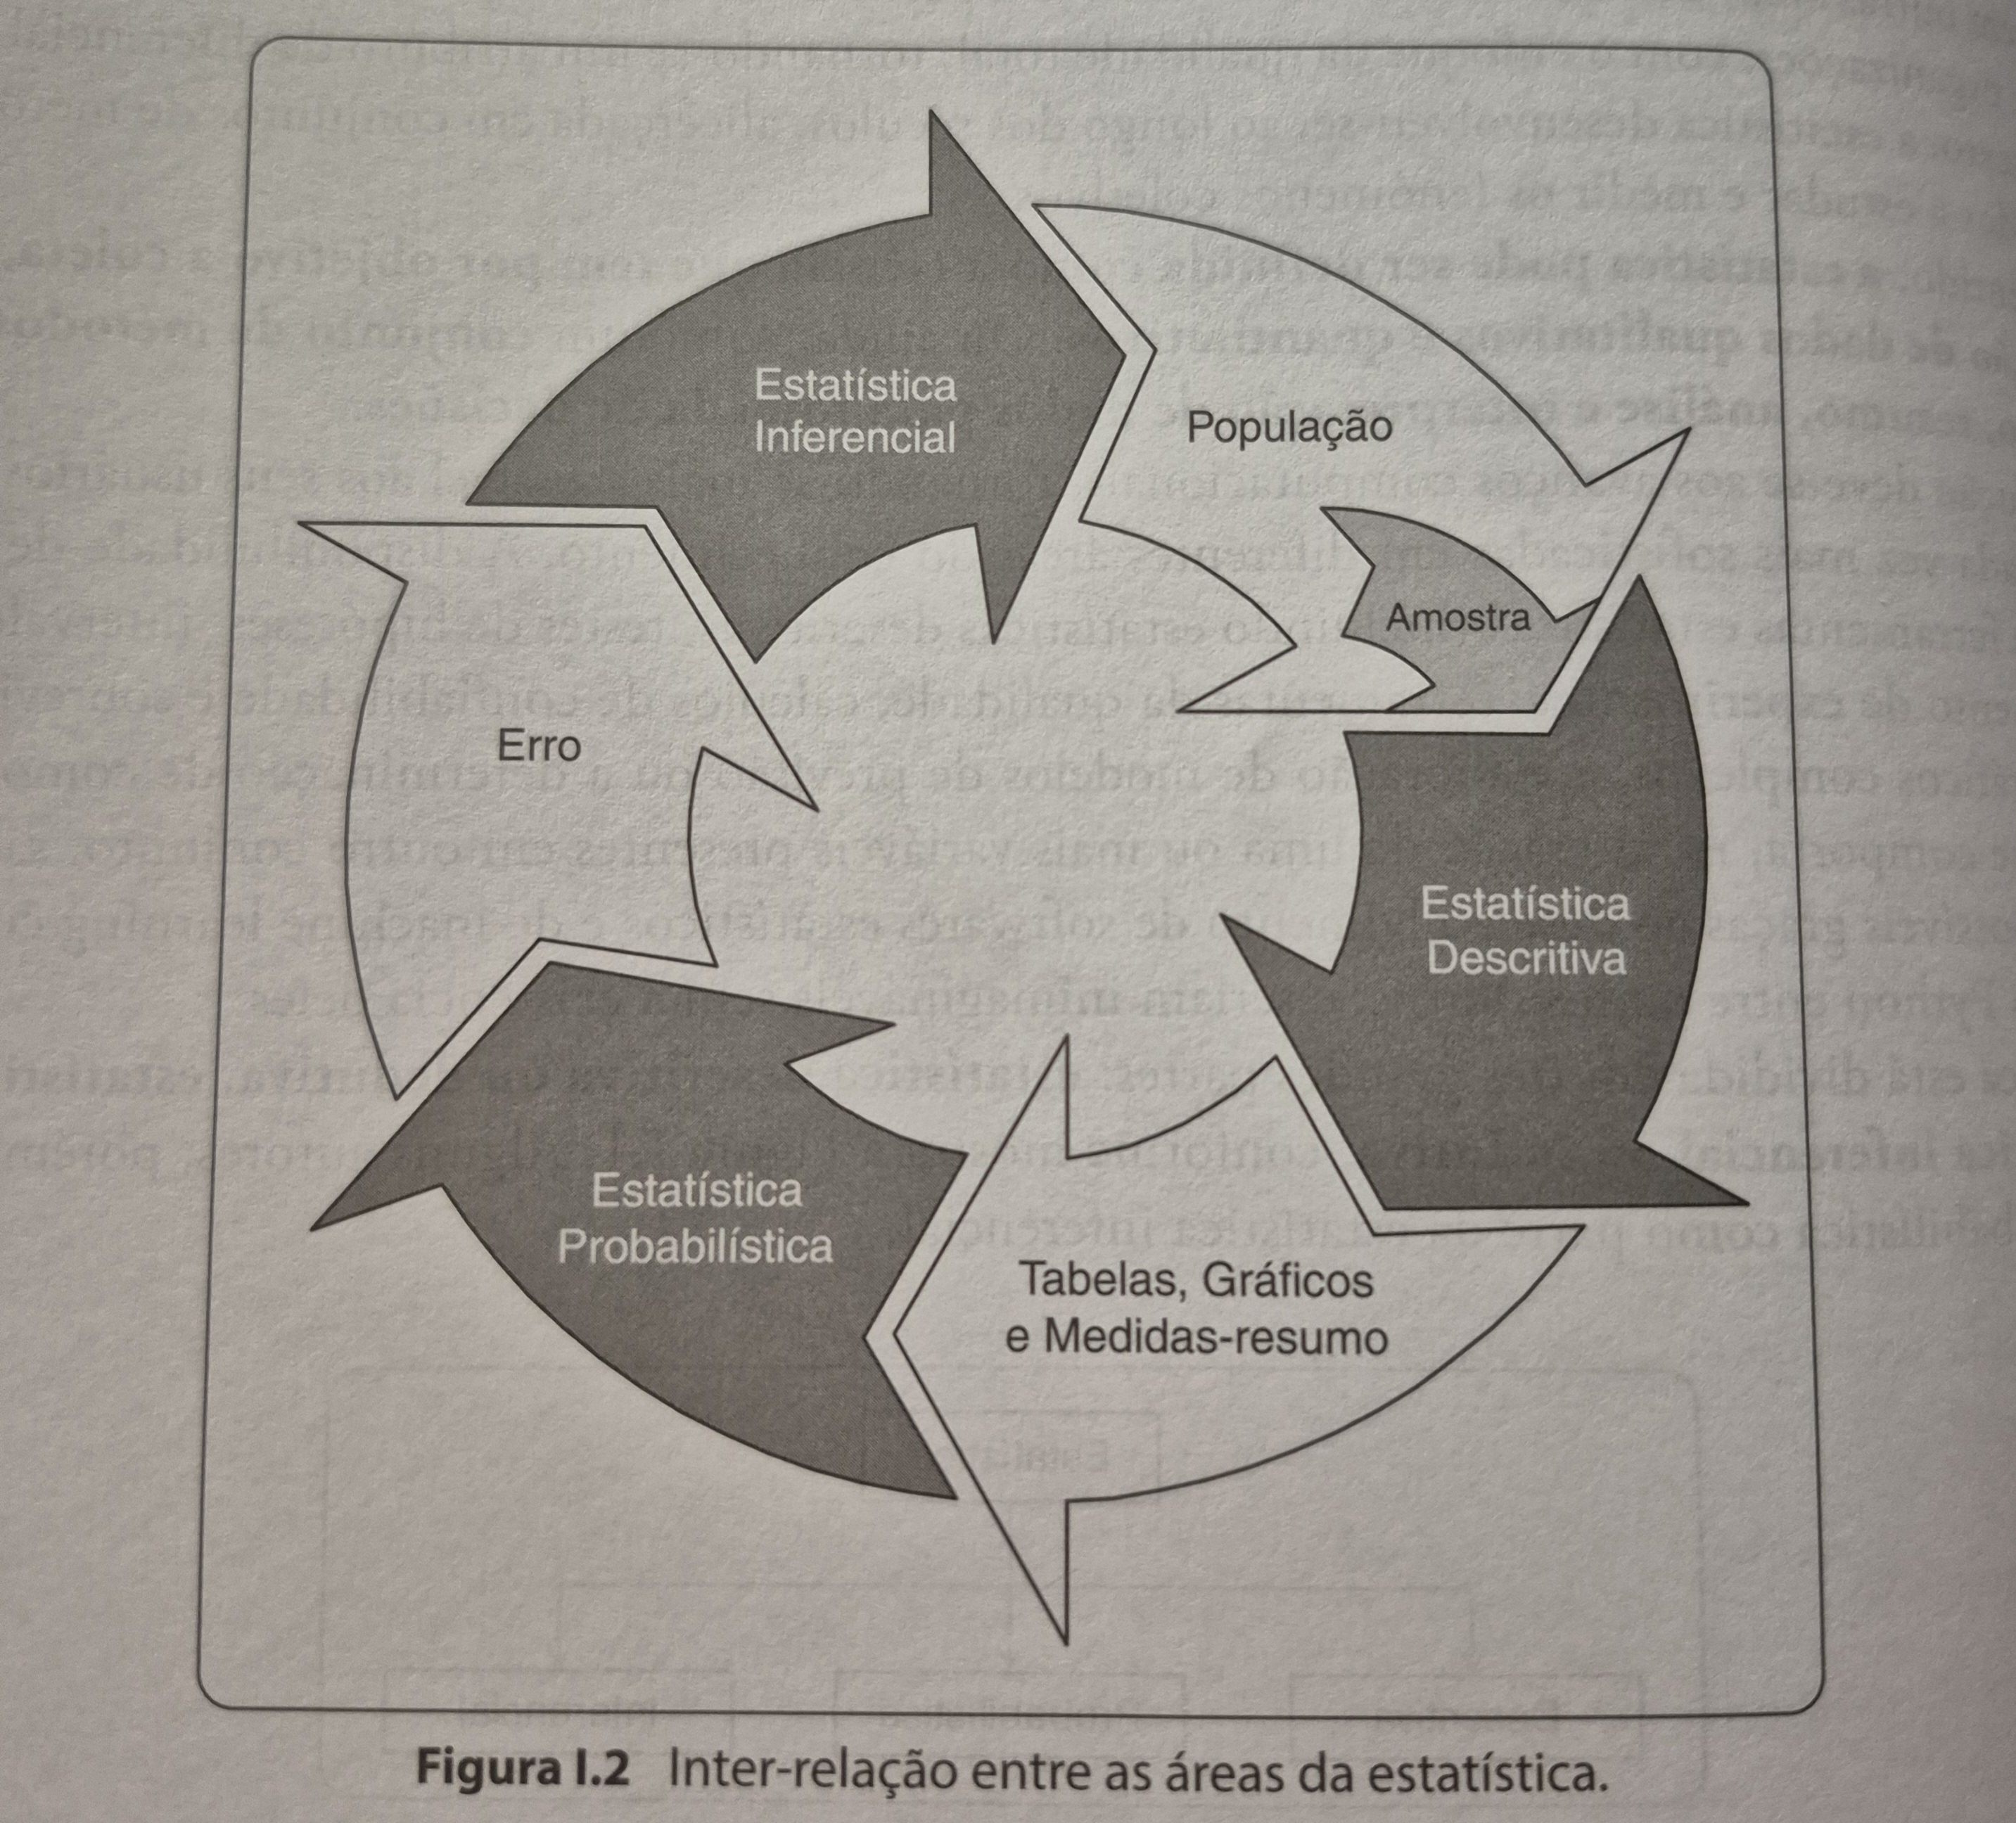 Estatística
Inferencial
População
Amostra
Erro
Estatística
Descritiva
Estatística
Probabilística
Tabelas, Gráficos
e Medidas-resumo
Figura I.2 Inter-relação entre as áreas da estatística.